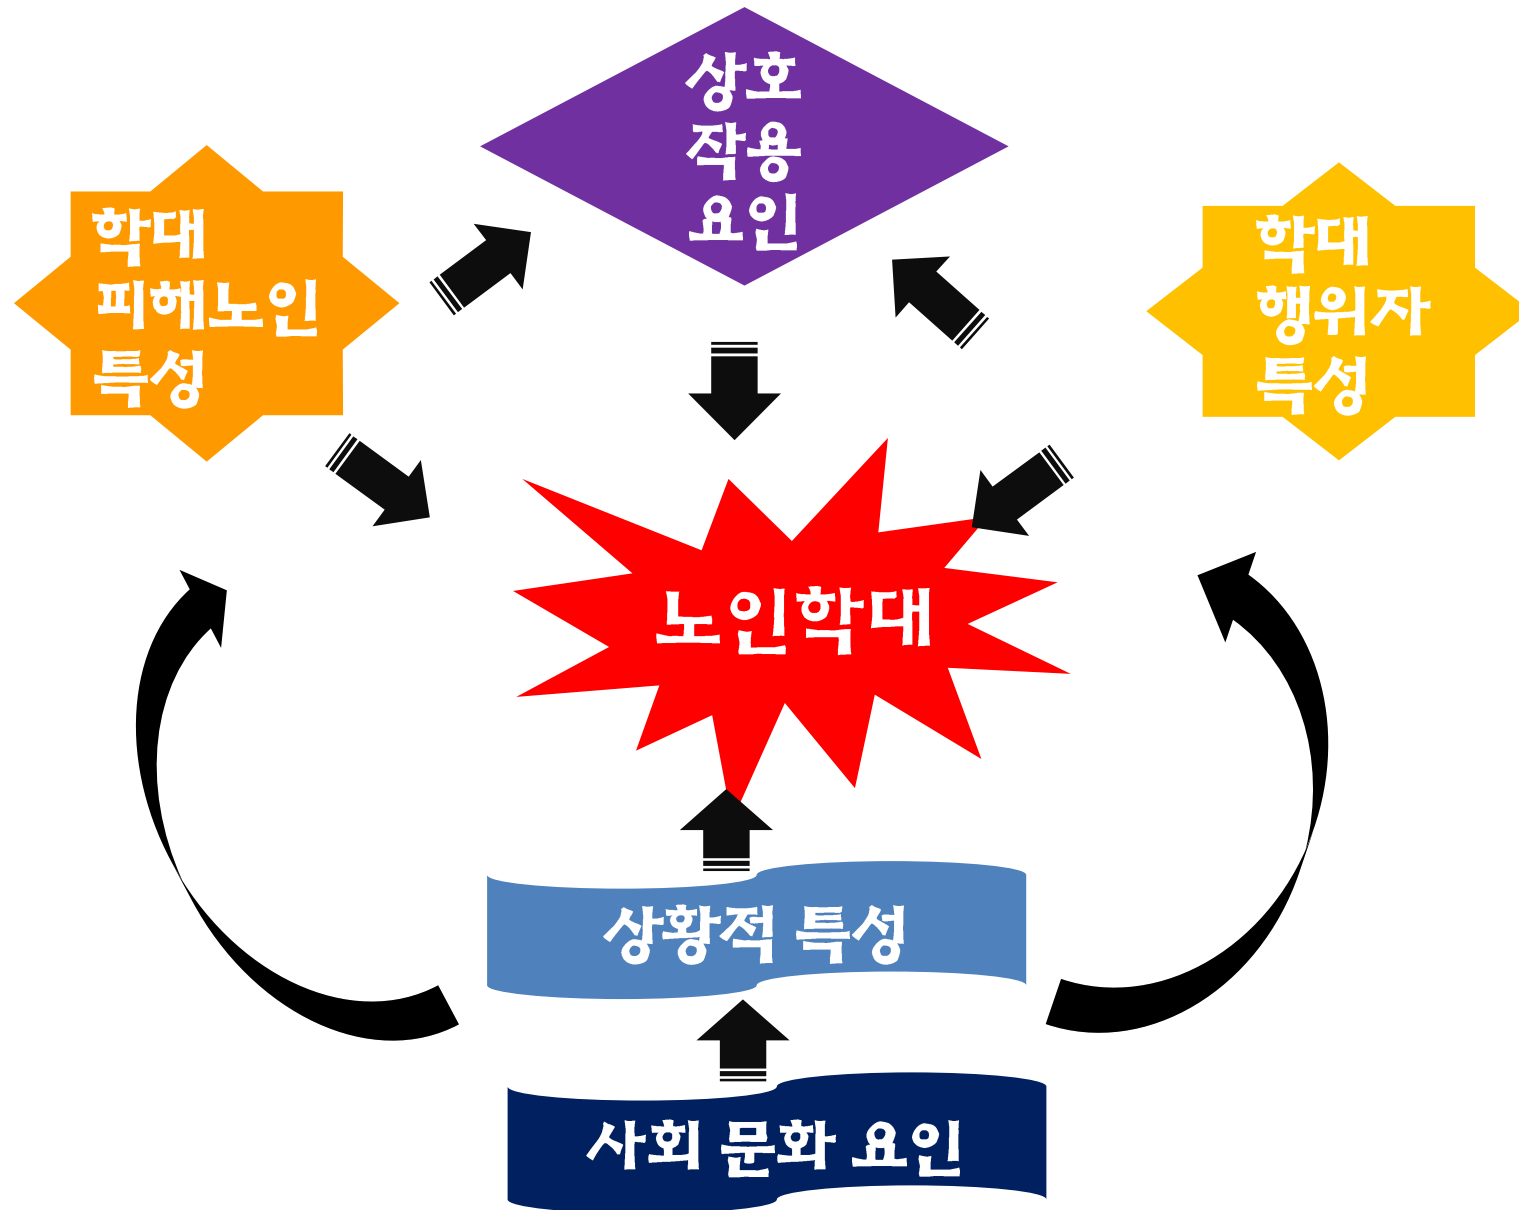 상호
작용
요인
학대
피해노인
특성
학대
행위자
특성
노인학대
상황적 특성
사회 문화 요인